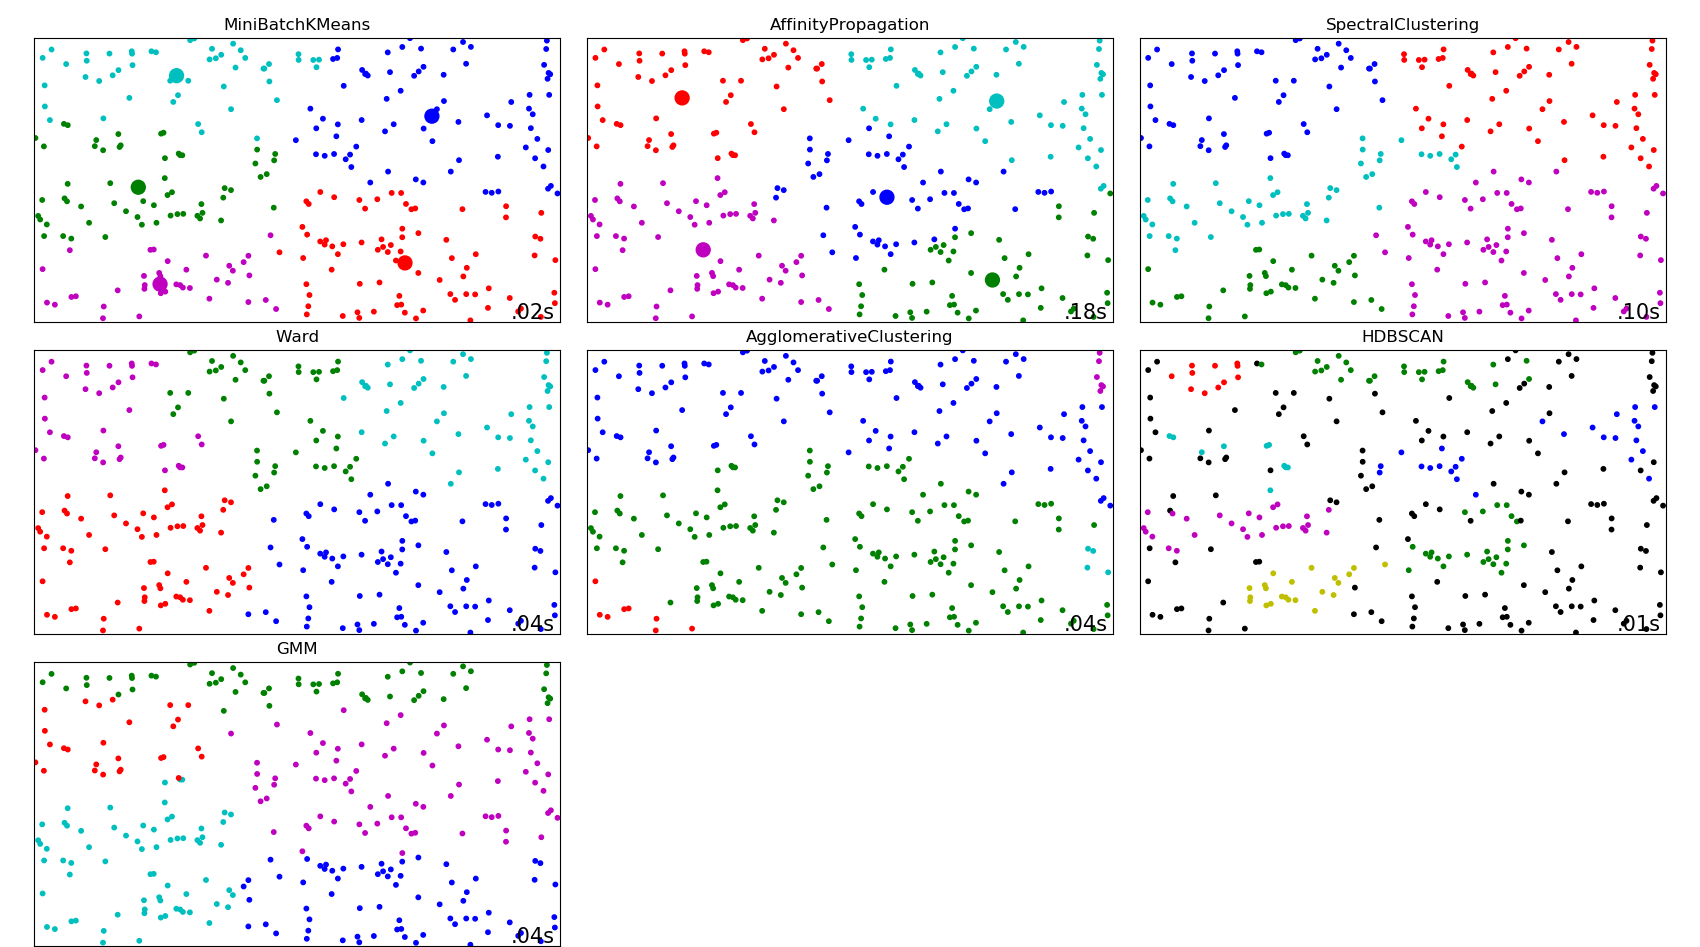 MiniBatchKMeans
AffinityPropagation
SpectralClustering
.02s
.18s
.10s
Ward
AgglomerativeClustering
HDBSCAN
.04s
.04s
.01s
GMM
.04s